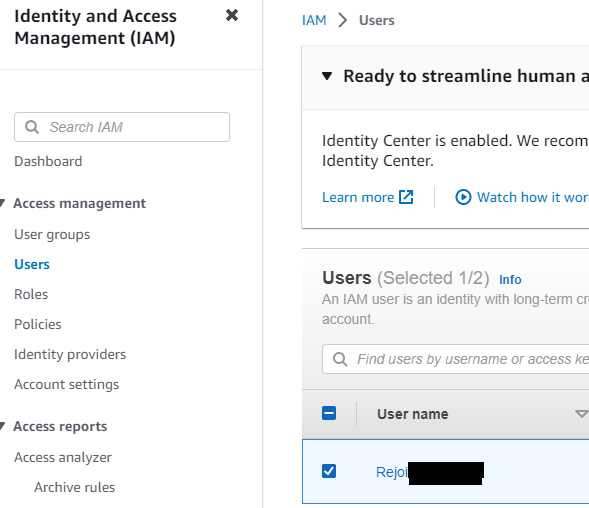 Identity and Access
Management (IAM)
Search IAM
Dashboard
Access management
User groups
Users
Roles
Policies
Identity providers
Account settings
Access reports
Access analyzer
Archive rules
IAM > Users
Ready to streamline human a
Identity Center is enabled. We recom
Identity Center.
Learn more
Watch how it wor
Users (Selected 1/2) Info
An IAM user is an identity with long-term cr
account.
Find users by username or access ke
User name
Rejoi